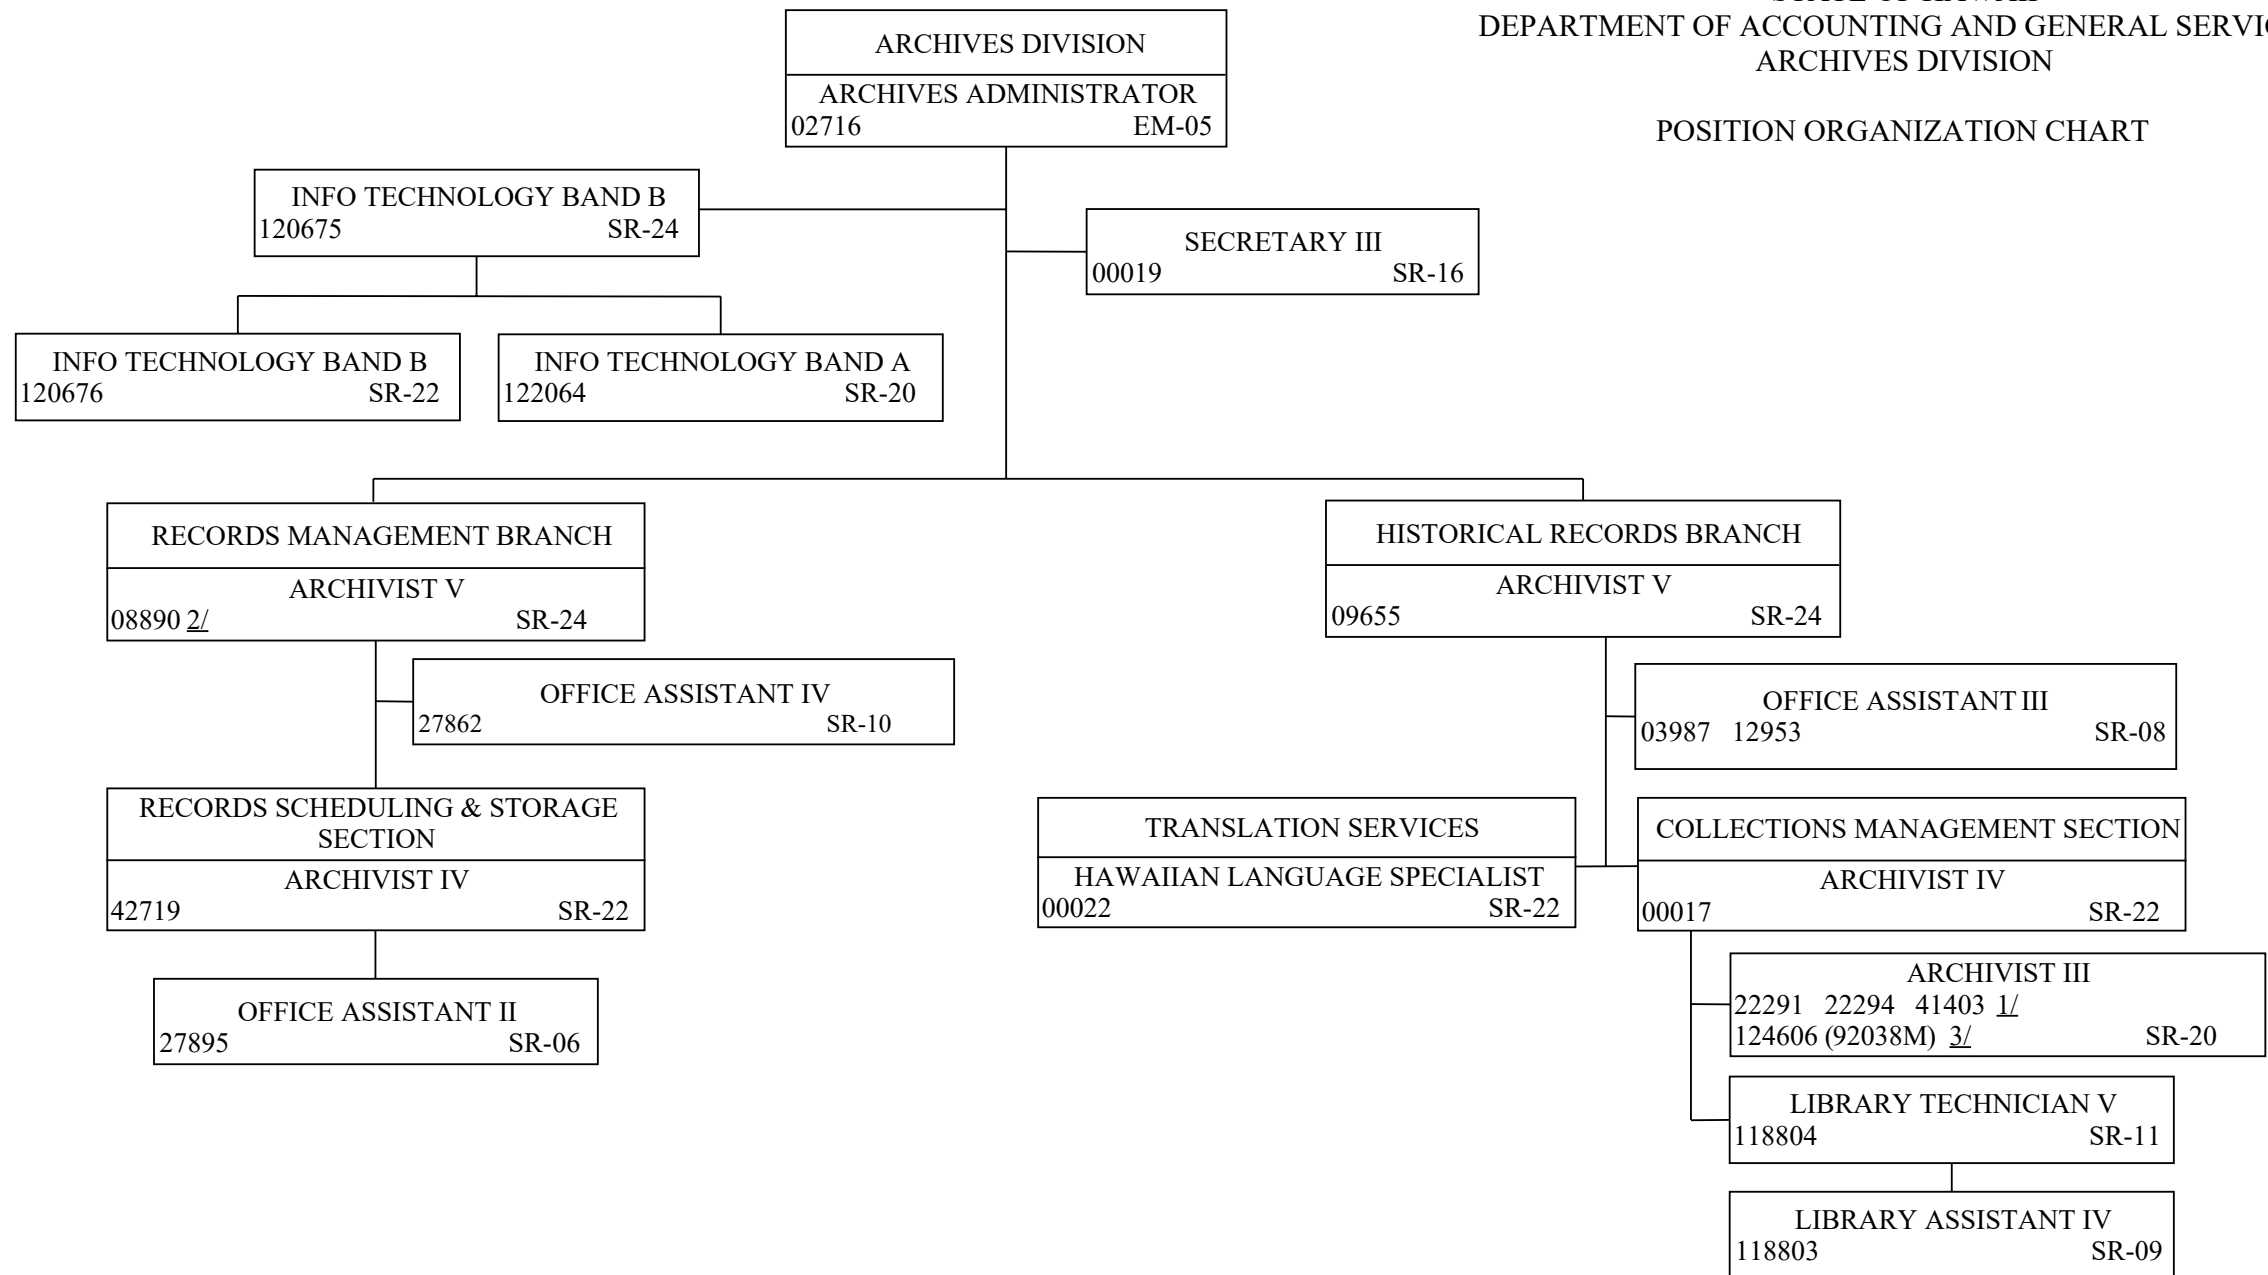 DEPARTMENT OF ACCOUNTING AND GENERAL
ARCHIVES DIVISION
POSITION ORGANIZATION CHART
ARCHIVES DIVISION
ARCHIVES ADMINISTRATOR
02716 EM-05
INFO TECHNOLOGY BAND B
120675 SR-24
SECRETARY III
00019 SR-16
INFO TECHNOLOGY BAND B
120676 SR-22
INFO TECHNOLOGY BAND A
122064 SR-20
RECORDS MANAGEMENT BRANCH
ARCHIVIST V
08890 2/ SR-24
OFFICE ASSISTANT IV
27862 SR-10
RECORDS SCHEDULING & STORAGE
SECTION
ARCHIVIST IV
42719 SR-22
OFFICE ASSISTANT II
27895 SR-06
HISTORICAL RECORDS BRANCH
ARCHIVIST V
09655 SR-24
OFFICE ASSISTANT III
03987 12953 SR-08
TRANSLATION SERVICES
HAWAIIAN LANGUAGE SPECIALIST
00022 SR-22
COLLECTIONS MANAGEMENT SECTION
ARCHIVIST IV
00017 SR-22
ARCHIVIST III
22291 22294 41403 1/
124606 (92038M) 3/ SR-20
LIBRARY TECHNICIAN V
118804 SR-11
LIBRARY ASSISTANT IV
118803 SR-09